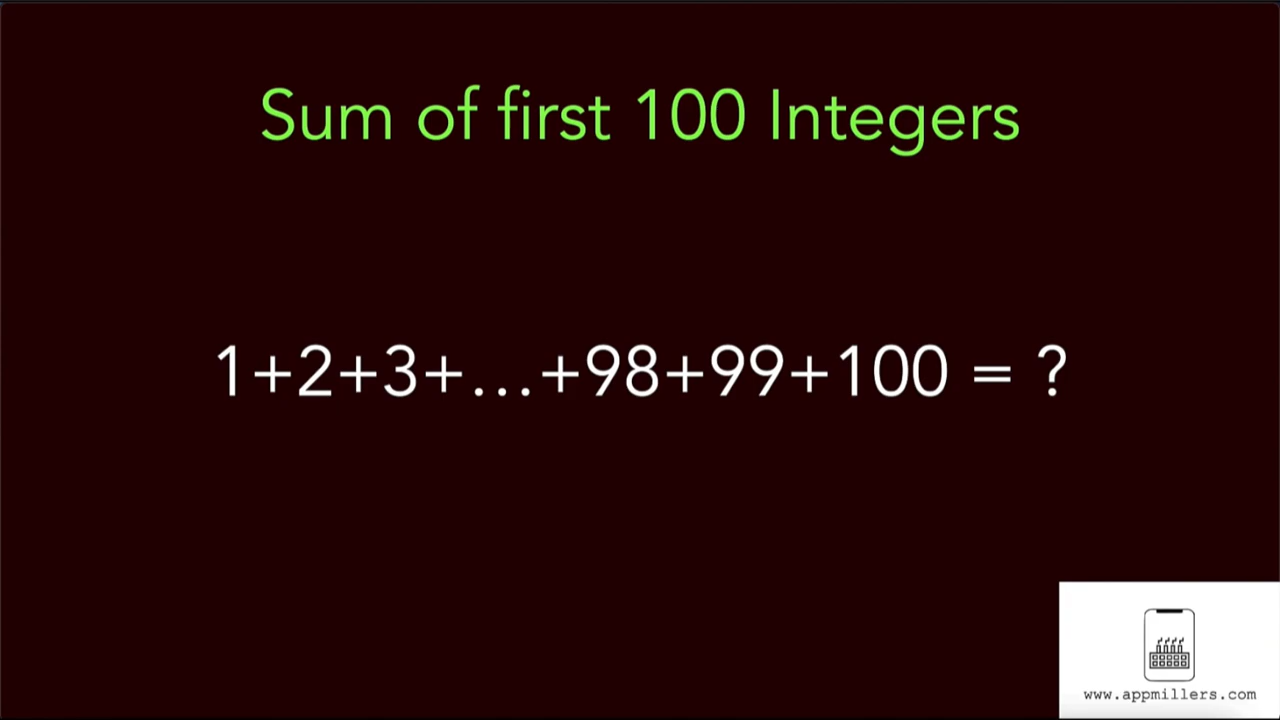 Sum of first 100 Integers
1+2+3+...+98+99+100 = ?
www.appmillers.com